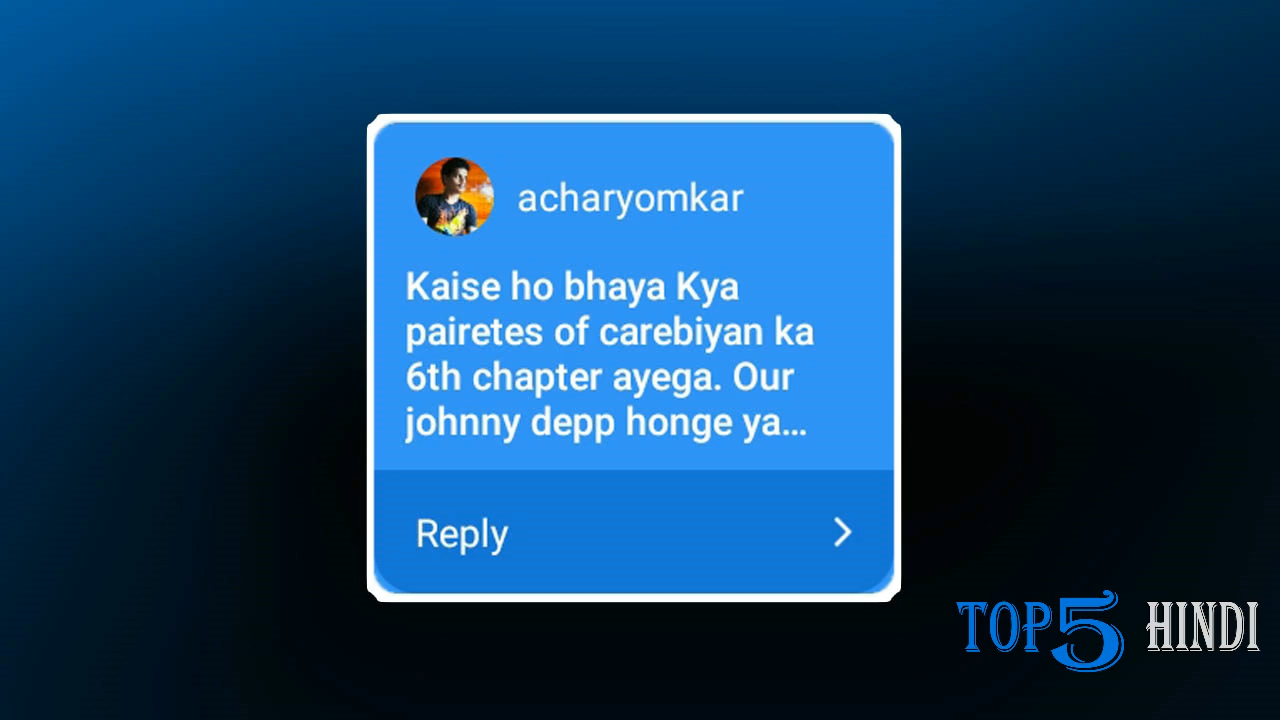 acharyomkar
Kaise ho bhaya Kya
pairetes of carebiyan ka
6th chapter ayega. Our
johnny depp honge ya...
Reply
TOP5 HINDI